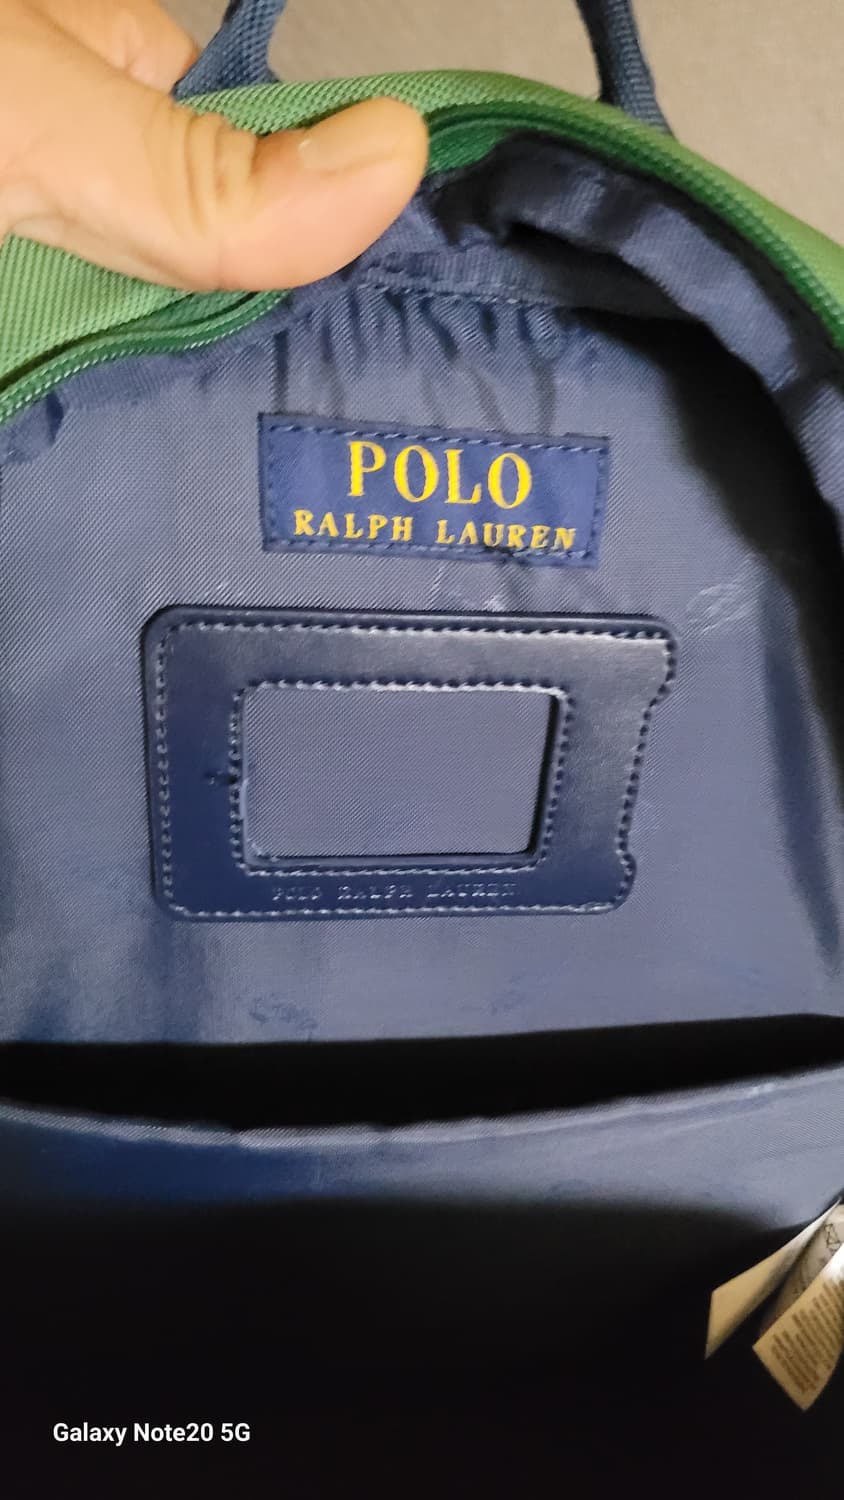 POLO
RALPH LAUREN
POLO RALPH LAUREN
Galaxy Note20 5G